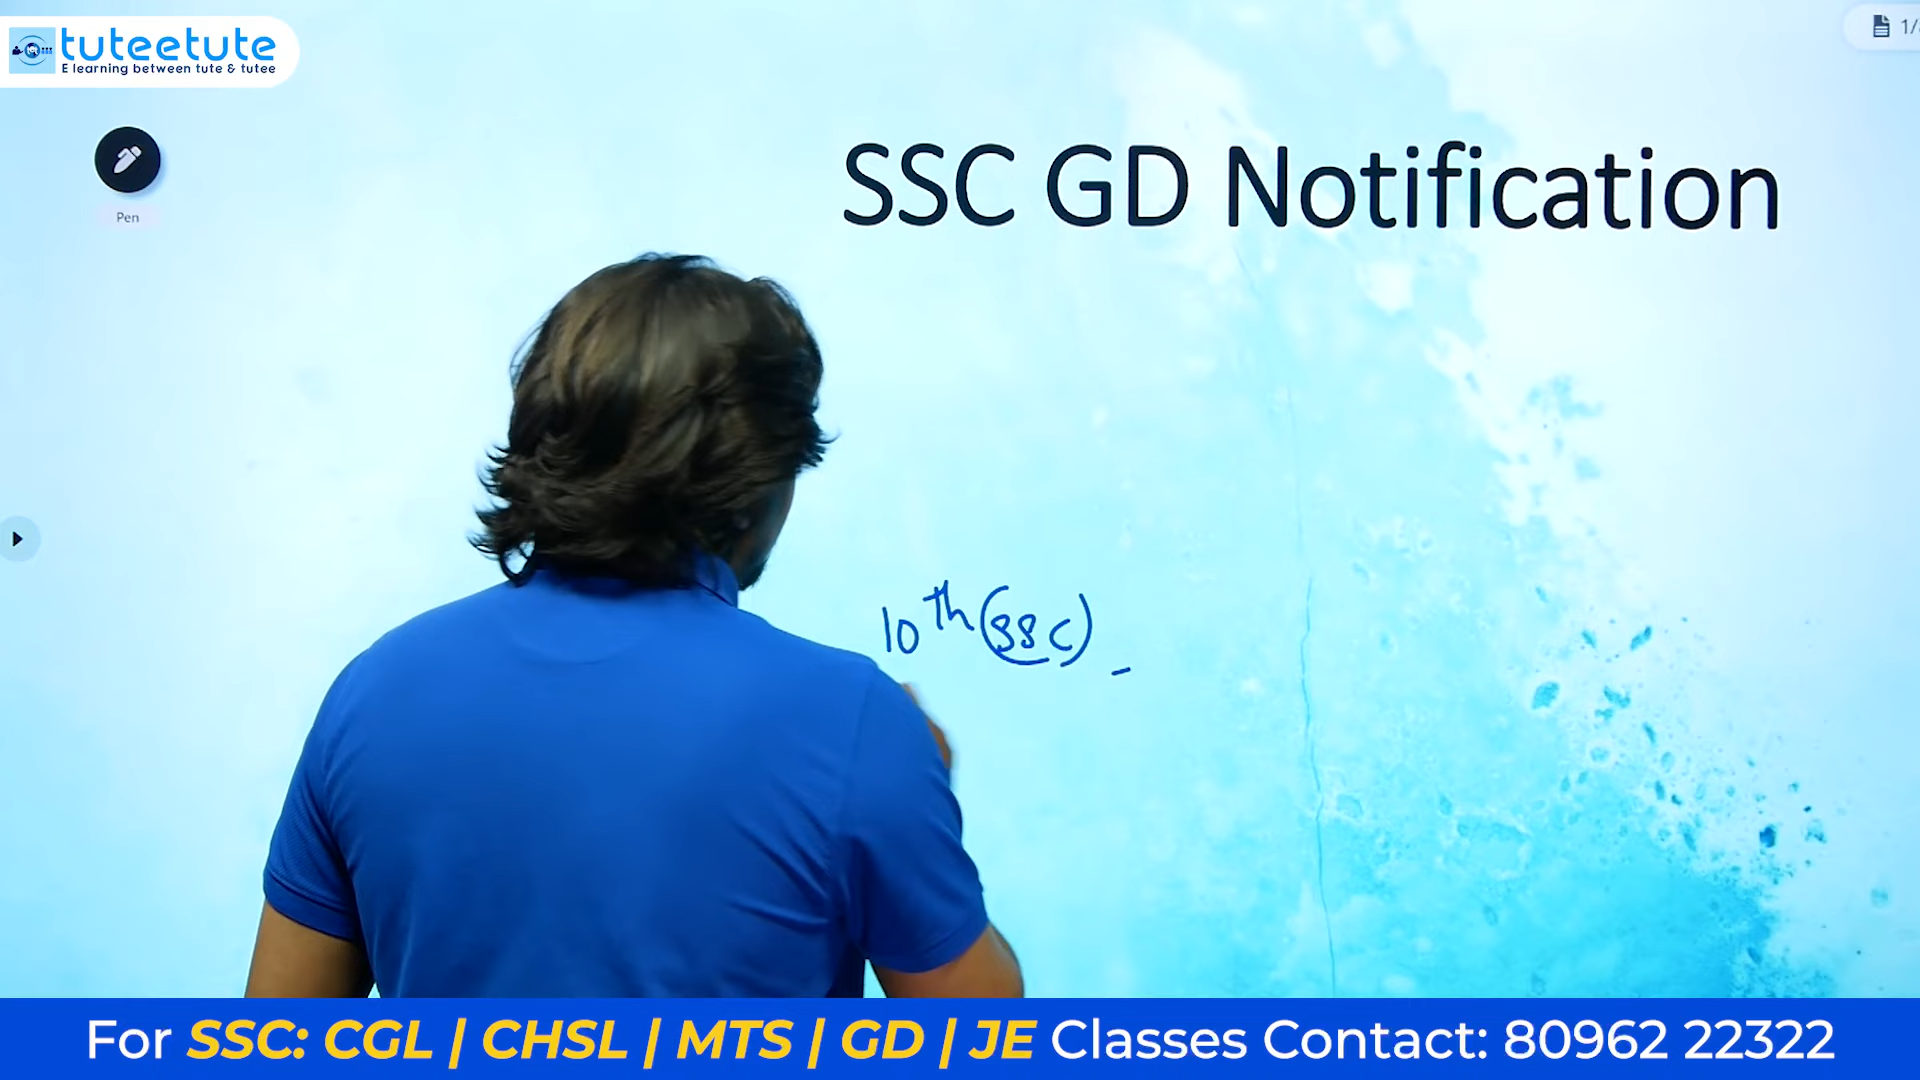 tuteetute
E learning between tute & tutee
1/
Pen
SSC GD Notification
10th (SSC) -
For SSC: CGL | CHSL | MTS | GD | JE Classes Contact: 80962 22322